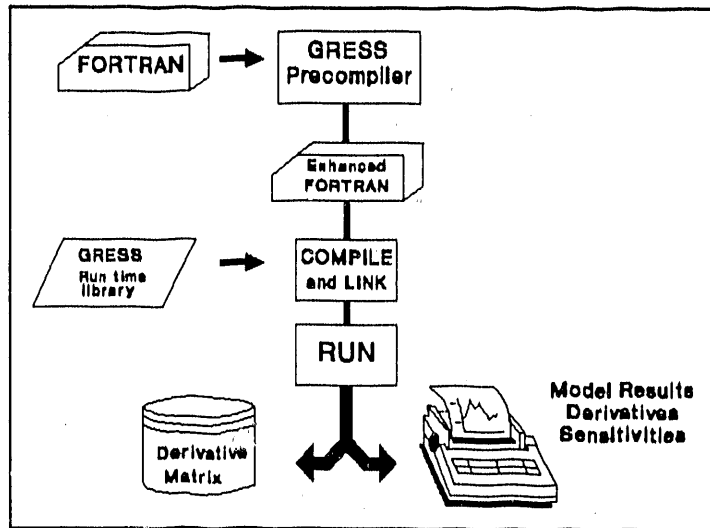 FORTRAN
GRESS
Precompiler
Enhanced
FORTRAN
GRESS
Run time
library
COMPILE
and LINK
RUN
Derivative
Matrix
Model Results
Derivatives
Sensitivities